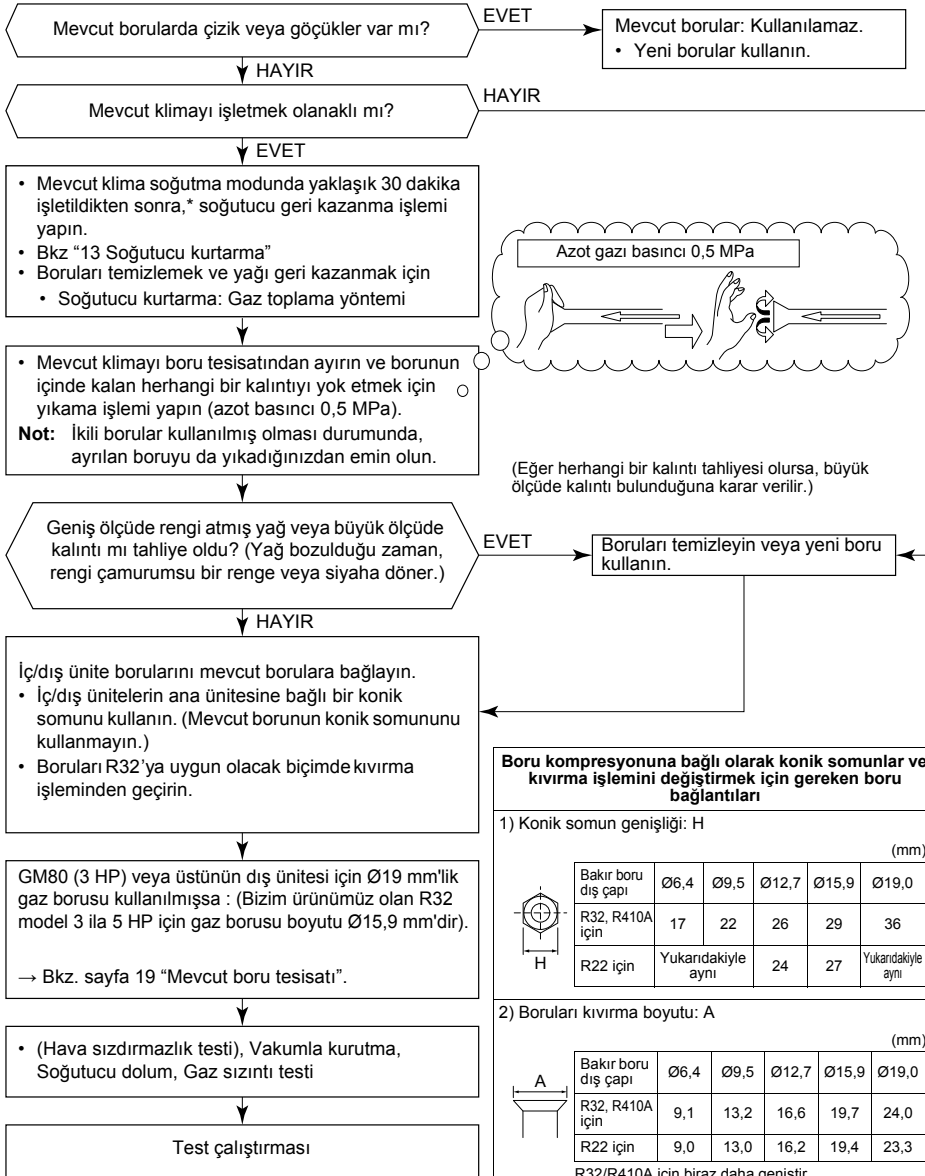 Mevcut borularda çizik veya göçükler var mı?
EVET
Mevcut borular: Kullanılamaz.
• Yeni borular kullanın.
HAYIR
Mevcut klimayı işletmek olanaklı mı?
HAYIR
EVET
• Mevcut klima soğutma modunda yaklaşık 30 dakika
işletildikten sonra,* soğutucu geri kazanma işlemi
yapın.
• Bkz “13 Soğutucu kurtarma”
• Boruları temizlemek ve yağı geri kazanmak için
• Soğutucu kurtarma: Gaz toplama yöntemi
Azot gazı basıncı 0,5 MPa
• Mevcut klimayı boru tesisatından ayırın ve borunun
içinde kalan herhangi bir kalıntıyı yok etmek için
yıkama işlemi yapın (azot basıncı 0,5 MPa).
Not: İkili borular kullanılmış olması durumunda,
ayrılan boruyu da yıkadığınızdan emin olun.
(Eğer herhangi bir kalıntı tahliyesi olursa, büyük
ölçüde kalıntı bulunduğuna karar verilir.)
Geniş ölçüde rengi atmış yağ veya büyük ölçüde
kalıntı mı tahliye oldu? (Yağ bozulduğu zaman,
rengi çamurumsu bir renge veya siyaha döner.)
EVET
Boruları temizleyin veya yeni boru
kullanın.
HAYIR
İç/dış ünite borularını mevcut borulara bağlayın.
• İç/dış ünitelerin ana ünitesine bağlı bir konik
somunu kullanın. (Mevcut borunun konik somununu
kullanmayın.)
• Boruları R32’ya uygun olacak biçimde kıvırma
işleminden geçirin.
GM80 (3 HP) veya üstünün dış ünitesi için Ø19 mm'lik
gaz borusu kullanılmışsa : (Bizim ürünümüz olan R32
model 3 ila 5 HP için gaz borusu boyutu Ø15,9 mm'dir).
→ Bkz. sayfa 19 “Mevcut boru tesisatı”.
• (Hava sızdırmazlık testi), Vakumla kurutma,
Soğutucu dolum, Gaz sızıntı testi
Test çalıştırması
Boru kompresyonuna bağlı olarak konik somunlar ve
kıvırma işlemini değiştirmek için gereken boru
bağlantıları
1) Konik somun genişliği: H
(mm)
H
Bakır boru
dış çapı
Ø6,4 Ø9,5 Ø12,7 Ø15,9 Ø19,0
R32, R410A
için
17 22 26 29 36
R22 için
Yukarıdakiyle
aynı
24 27
Yukarıdakiyle
aynı
2) Boruları kıvırma boyutu: A
(mm)
A
Bakır boru
dış çapı
Ø6,4 Ø9,5 Ø12,7 Ø15,9 Ø19,0
R32, R410A
için
9,1 13,2 16,6 19,7 24,0
R22 için 9,0 13,0 16,2 19,4 23,3
R32/R410A için biraz daha geniştir